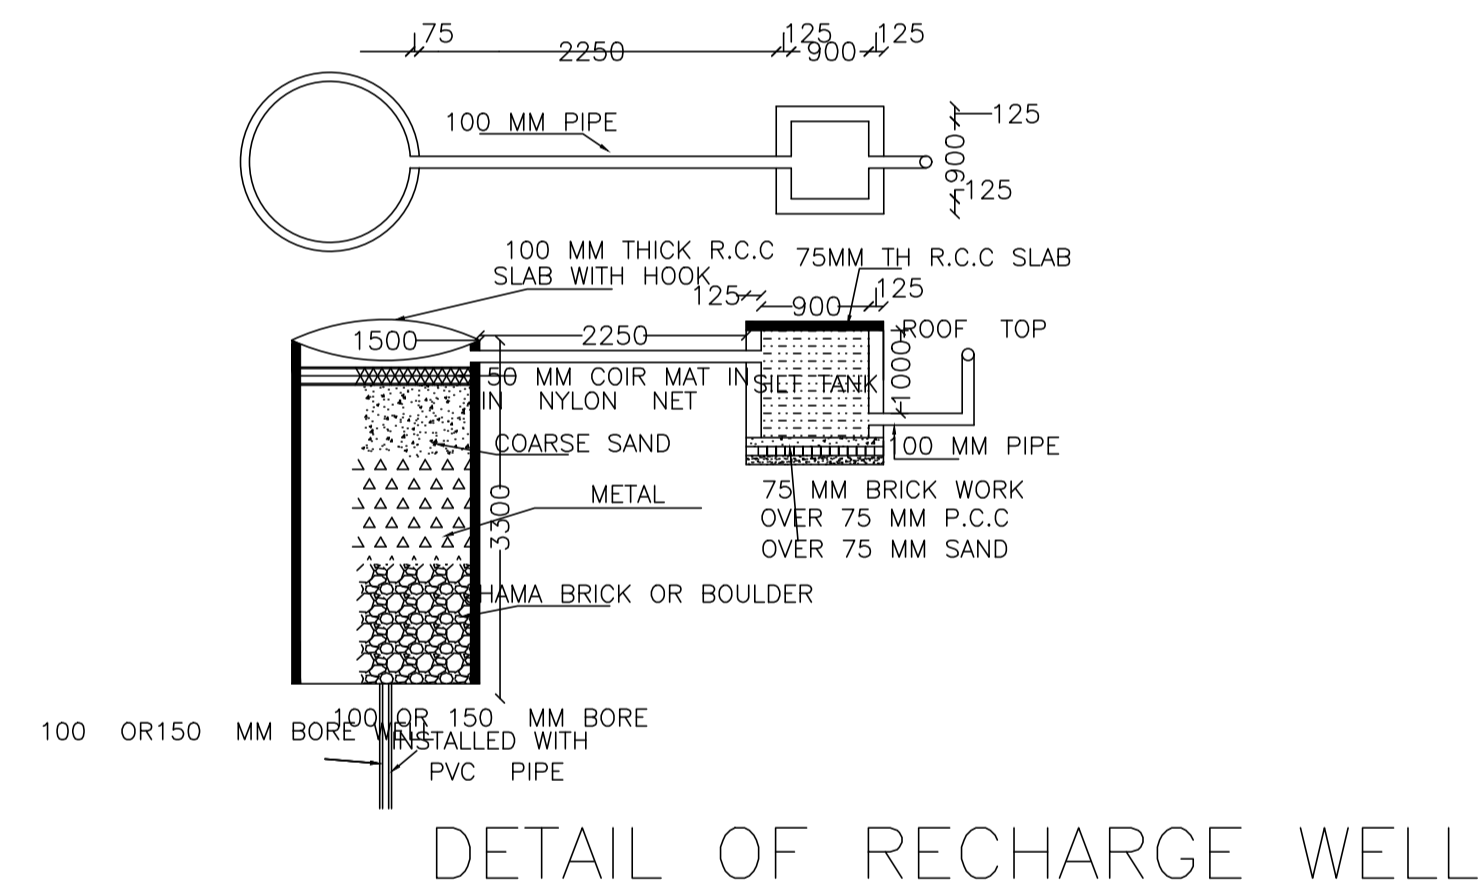 75
2250
125
900
125
100 MM PIPE
125
900
125
100 MM THICK R.C.C
SLAB WITH HOOK
75MM TH R.C.C SLAB
125
900
125
ROOF TOP
1500
2250
1000
50 MM COIR MAT IN
IN NYLON NET
SILT TANK
COARSE SAND
100 MM PIPE
METAL
3300
75 MM BRICK WORK
OVER 75 MM P.C.C
OVER 75 MM SAND
HAMA BRICK OR BOULDER
100 OR150 MM BORE WELL
100 OR 150 MM BORE
INSTALLED WITH
PVC PIPE
DETAIL OF RECHARGE WELL